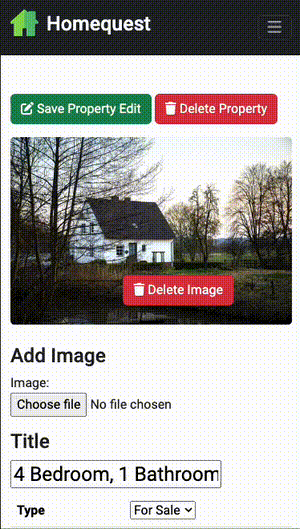 Homequest
Save Property Edit Delete Property
Delete Image
Add Image
Image:
Choose file No file chosen
Title
4 Bedroom, 1 Bathroom
Type For Sale